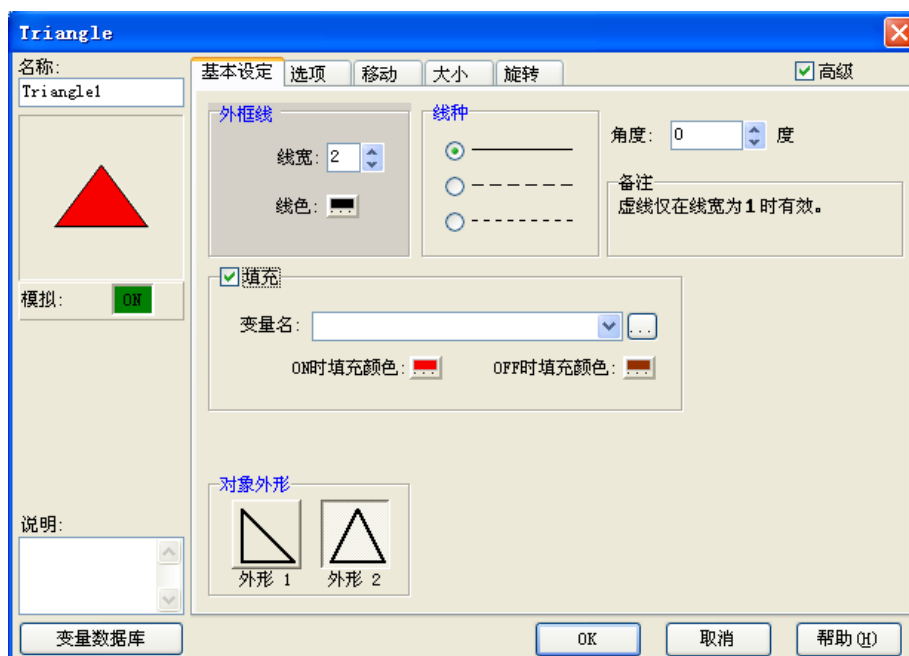 Triangle
名称:
Triangle1
模拟:
ON
说明:
变量数据库
基本设定 选项 移动 大小 旋转
高级
外框线
线宽: 2
线色: ...
线种
角度: 0 度
备注
虚线仅在线宽为1时有效。
填充
变量名: ...
ON时填充颜色: ... OFF时填充颜色: ...
对象外形
外形 1 外形 2
OK 取消 帮助(H)